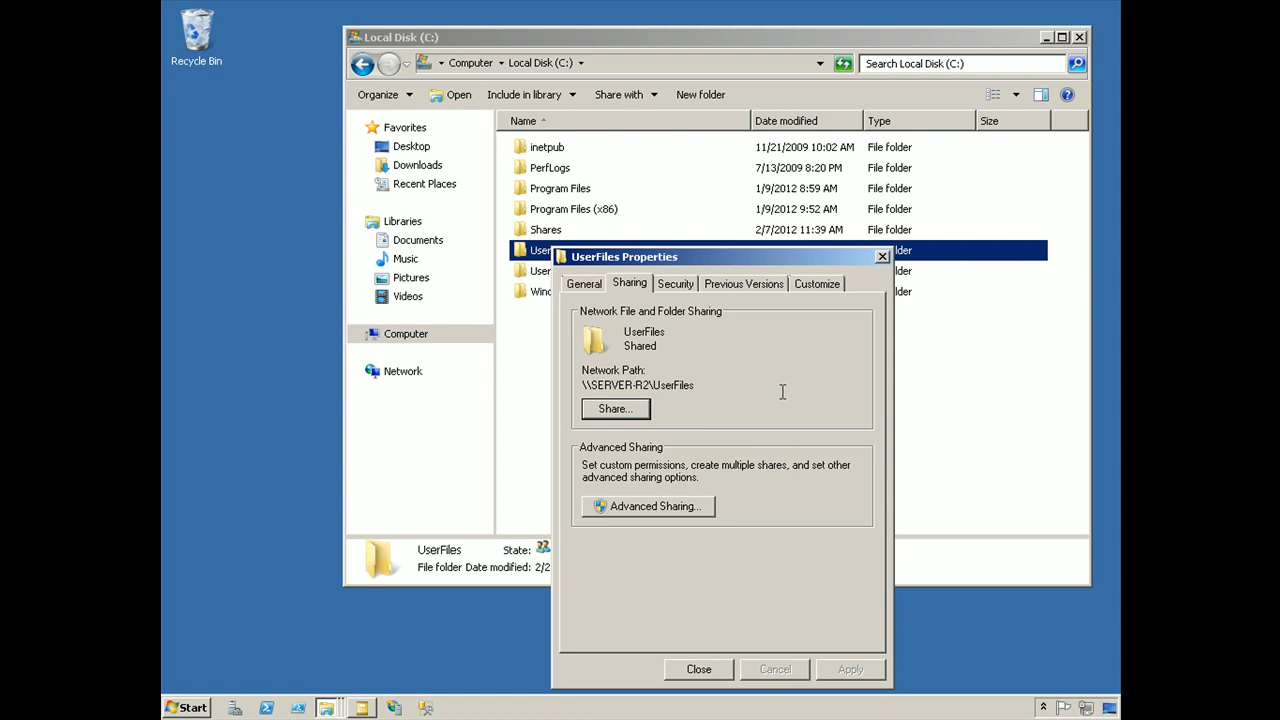 Recycle Bin
Local Disk (C:)
Computer
Local Disk (C:)
Search Local Disk (C:)
Organize
Open
Include in library
Share with
New folder
Name
Date modified
Type
Size
Favorites
Desktop
Downloads
Recent Places
Libraries
Documents
Music
Pictures
Videos
Computer
Network
inetpub 11/21/2009 10:02 AM File folder
PerfLogs 7/13/2009 8:20 PM File folder
Program Files 1/9/2012 8:59 AM File folder
Program Files (x86) 1/9/2012 9:52 AM File folder
Shares 2/7/2012 11:39 AM File folder
User lder
User lder
Wind lder
UserFiles State:
File folder Date modified: 2/2
UserFiles Properties
General
Sharing
Security
Previous Versions
Customize
Network File and Folder Sharing
UserFiles
Shared
Network Path:
\\SERVER-R2\UserFiles
Share...
Advanced Sharing
Set custom permissions, create multiple shares, and set other
advanced sharing options.
Advanced Sharing...
Close
Cancel
Apply
Start